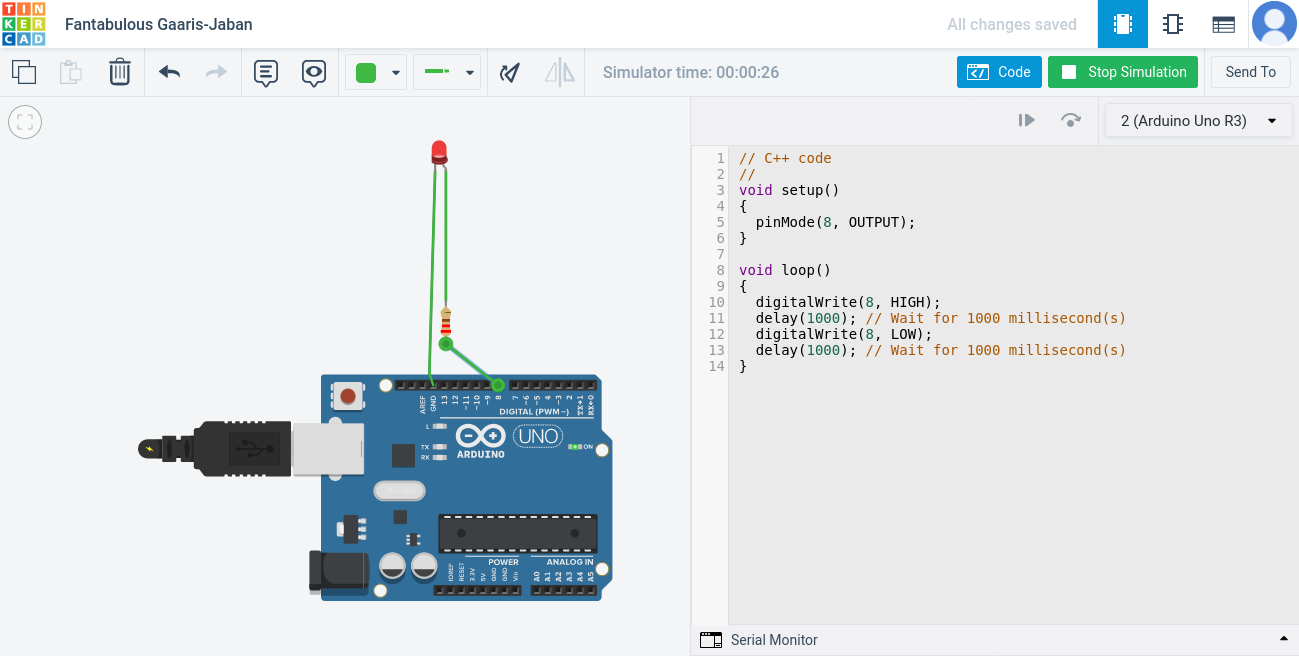 TIN
KER
CAD
Fantabulous Gaaris-Jaban
All changes saved
Simulator time: 00:00:26
Code
Stop Simulation
Send To
2 (Arduino Uno R3)
1 // C++ code
2 //
3 void setup()
4 {
5 pinMode(8, OUTPUT);
6 }
7
8 void loop()
9 {
10 digitalWrite(8, HIGH);
11 delay(1000); // Wait for 1000 millisecond(s)
12 digitalWrite(8, LOW);
13 delay(1000); // Wait for 1000 millisecond(s)
14 }
AREF
GND
13
12
~11
~10
~9
8
7
~6
~5
4
~3
2
TX→1
RX←0
DIGITAL (PWM~)
L
TX
RX
UNO
ARDUINO
ON
POWER
ANALOG IN
IOREF
RESET
3.3V
5V
GND
GND
Vin
A0
A1
A2
A3
A4
A5
Serial Monitor